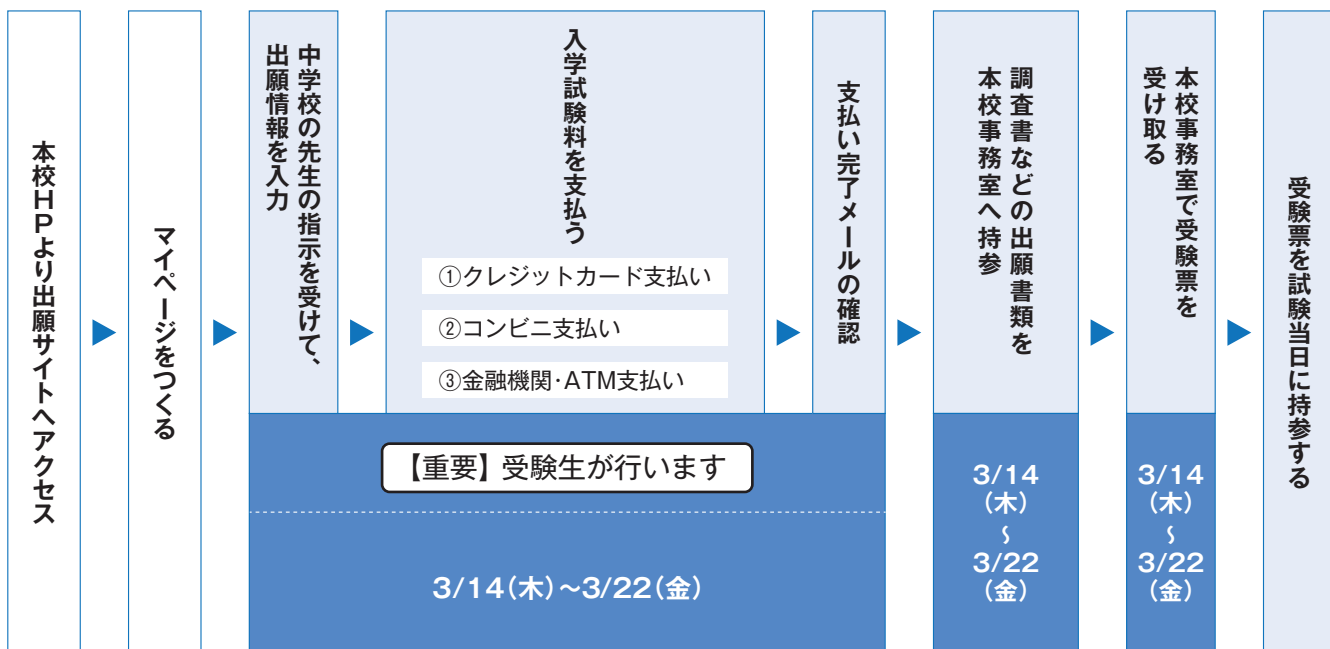 本校HPより出願サイトへアクセス
マイページをつくる
中学校の先生の指示を受けて、
出願情報を入力
入学試験料を支払う
①クレジットカード支払い
②コンビニ支払い
③金融機関・ATM支払い
支払い完了メールの確認
【重要】受験生が行います
3/14(木)~3/22(金)
調査書などの出願書類を
本校事務室へ持参
3/14
(木)
~
3/22
(金)
本校事務室で受験票を
受け取る
3/14
(木)
~
3/22
(金)
受験票を試験当日に持参する